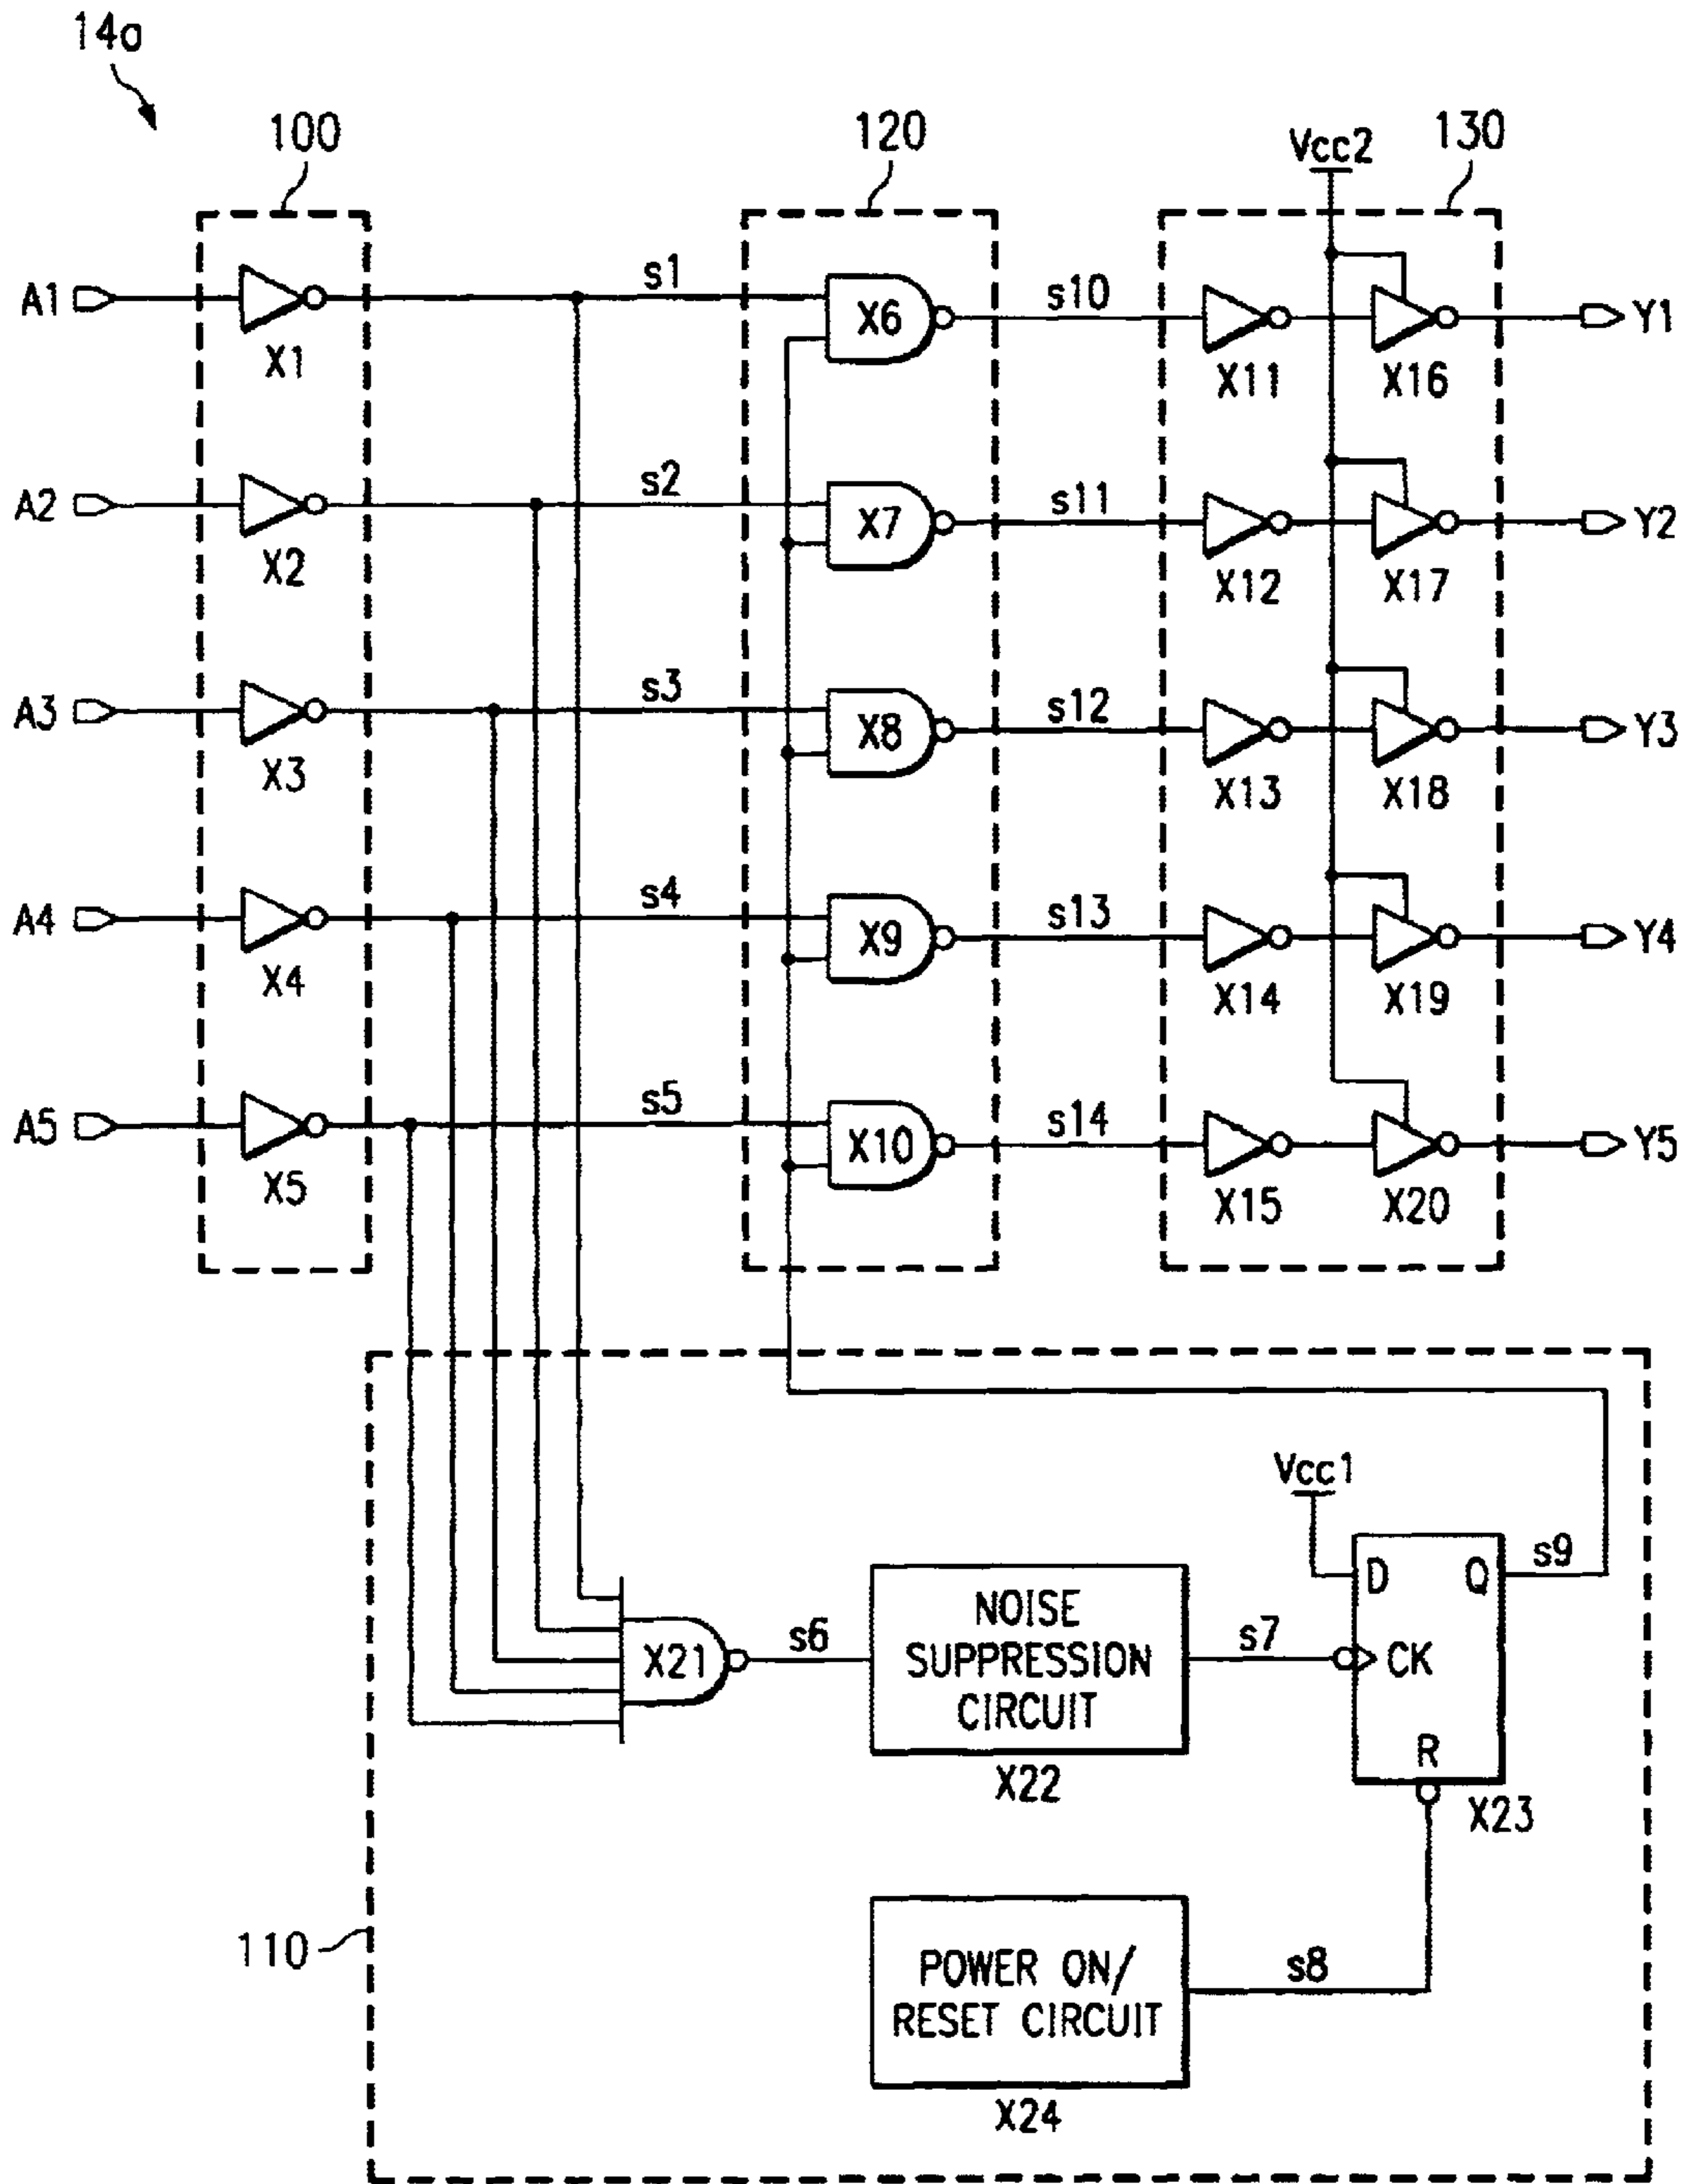 14a
100
120
Vcc2
130
A1
X1
s1
X6
s10
X11
X16
Y1
A2
X2
s2
X7
s11
X12
X17
Y2
A3
X3
s3
X8
s12
X13
X18
Y3
A4
X4
s4
X9
s13
X14
X19
Y4
A5
X5
s5
X10
s14
X15
X20
Y5
Vcc1
D
Q
s9
X21
s6
NOISE
SUPPRESSION
CIRCUIT
X22
s7
CK
R
X23
110
POWER ON/
RESET CIRCUIT
X24
s8